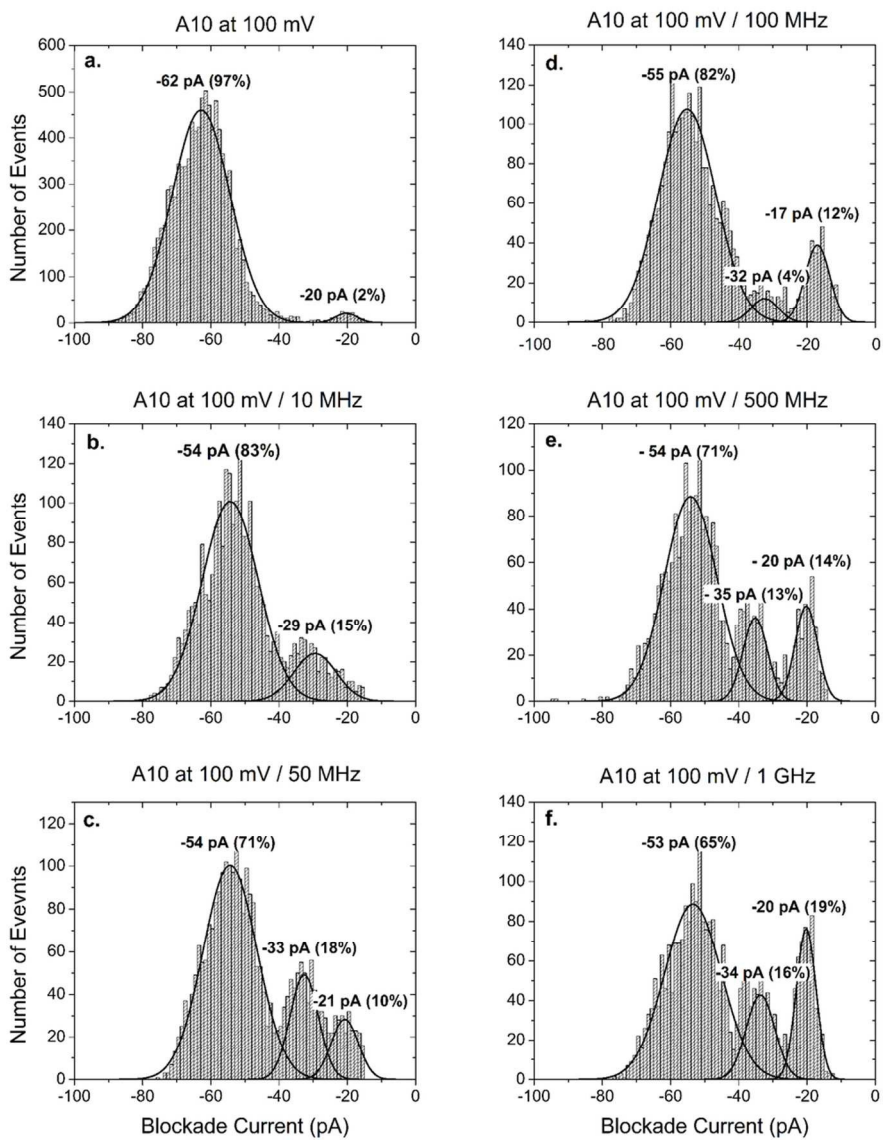 A10 at 100 mV
a.
-62 pA (97%)
-20 pA (2%)
Number of Events
600
500
400
300
200
100
0
-100 -80 -60 -40 -20 0
A10 at 100 mV / 10 MHz
b.
-54 pA (83%)
-29 pA (15%)
Number of Events
140
120
100
80
60
40
20
0
-100 -80 -60 -40 -20 0
A10 at 100 mV / 50 MHz
c.
-54 pA (71%)
-33 pA (18%)
-21 pA (10%)
Number of Evevnts
120
100
80
60
40
20
0
-100 -80 -60 -40 -20 0
Blockade Current (pA)
A10 at 100 mV / 100 MHz
d.
-55 pA (82%)
-17 pA (12%)
-32 pA (4%)
140
120
100
80
60
40
20
0
-100 -80 -60 -40 -20 0
A10 at 100 mV / 500 MHz
e.
- 54 pA (71%)
- 20 pA (14%)
- 35 pA (13%)
120
100
80
60
40
20
0
-100 -80 -60 -40 -20 0
A10 at 100 mV / 1 GHz
f.
-53 pA (65%)
-20 pA (19%)
-34 pA (16%)
140
120
100
80
60
40
20
0
-100 -80 -60 -40 -20 0
Blockade Current (pA)